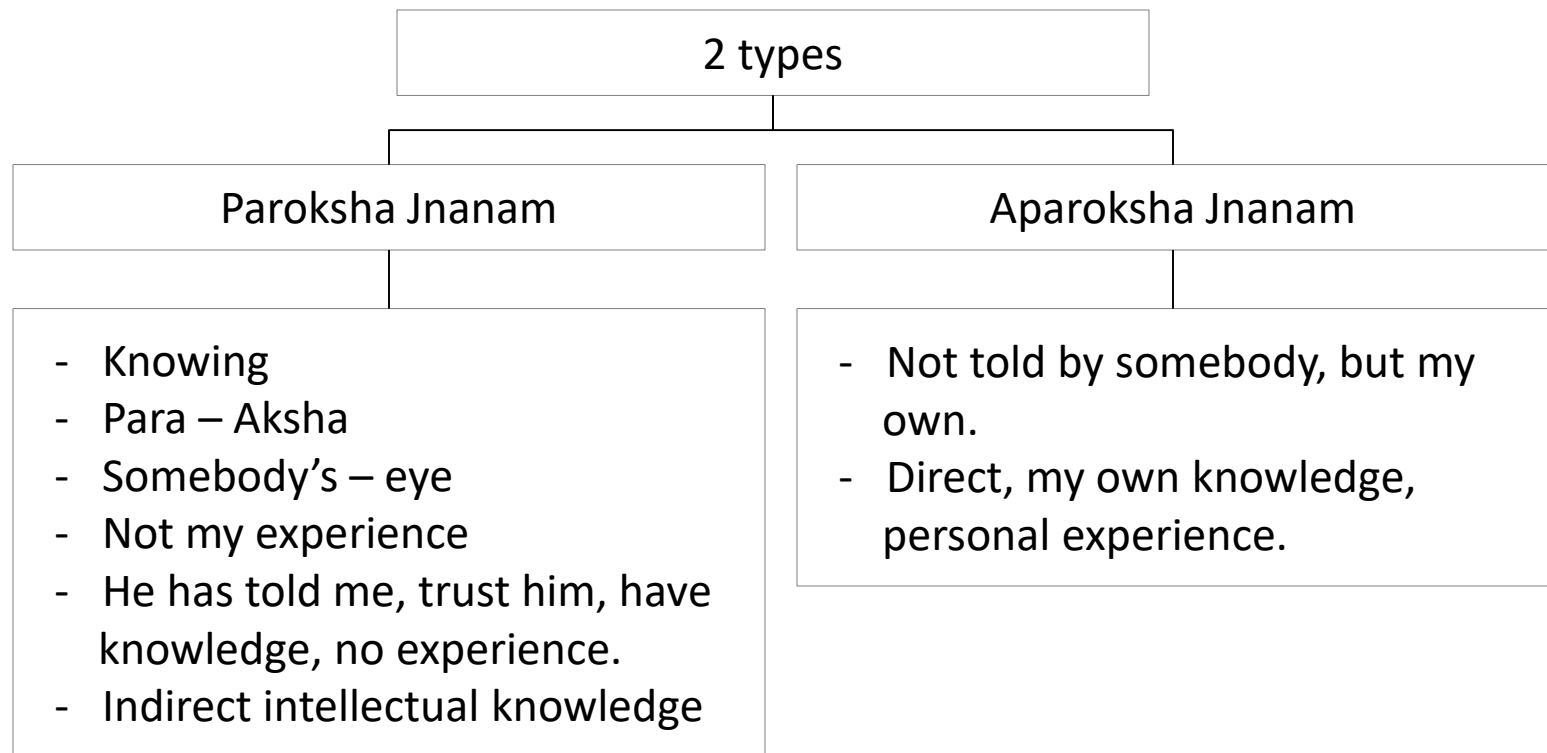 2 types
Paroksha Jnanam
Aparoksha Jnanam
- Knowing
- Para – Aksha
- Somebody’s – eye
- Not my experience
- He has told me, trust him, have
knowledge, no experience.
- Indirect intellectual knowledge
- Not told by somebody, but my
own.
- Direct, my own knowledge,
personal experience.